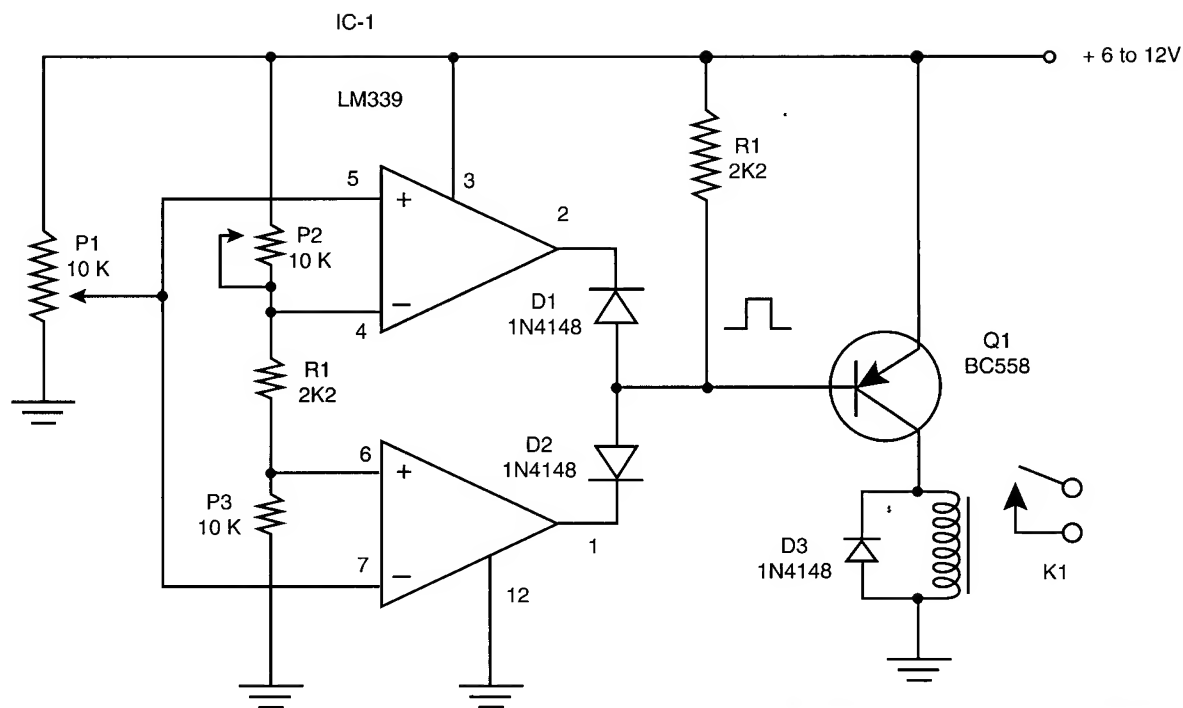 IC-1
+ 6 to 12V
LM339
R1
2K2
5
3
+
2
P1
10 K
P2
10 K
D1
1N4148
−
4
Q1
BC558
R1
2K2
D2
1N4148
6
+
P3
10 K
1
7
−
12
D3
1N4148
K1